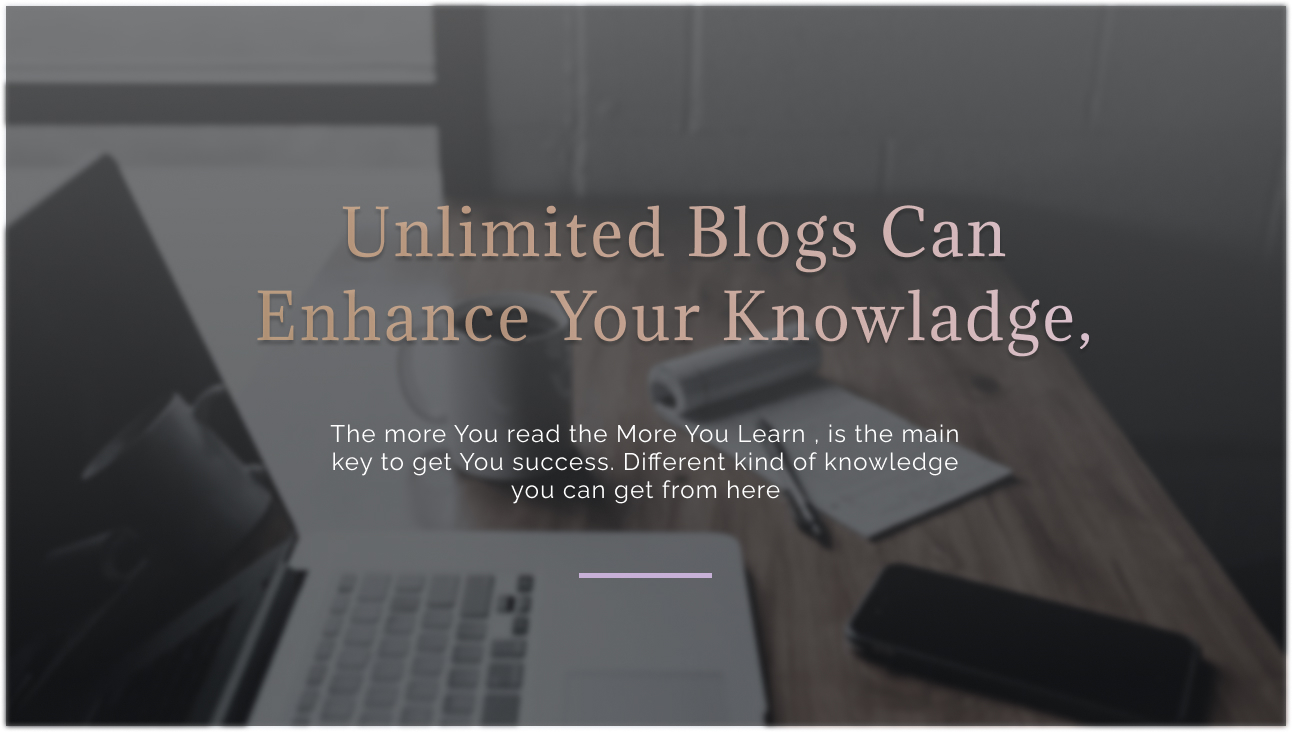 Unlimited Blogs Can
Enhance Your Knowladge,
The more You read the More You Learn , is the main
key to get You success. Different kind of knowledge
you can get from here